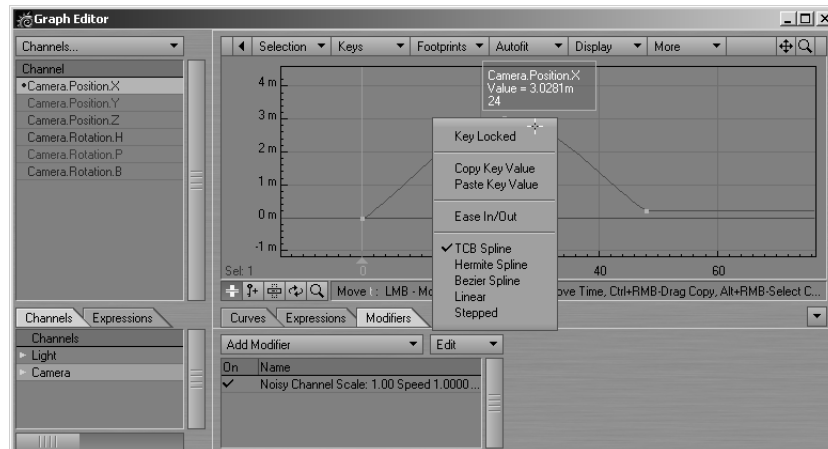 Graph Editor
Channels...
Selection Keys Footprints Autofit Display More
Channel
Camera.Position.X
Camera.Position.Y
Camera.Position.Z
Camera.Rotation.H
Camera.Rotation.P
Camera.Rotation.B
4 m
3 m
2 m
1 m
0 m
-1 m
Camera.Position.X
Value = 3.0281m
24
Key Locked
Copy Key Value
Paste Key Value
Ease In/Out
TCB Spline
Hermite Spline
Bezier Spline
Linear
Stepped
Sel: 1
0 40 60
Move : LMB - Mo ove Time, Ctrl+RMB-Drag Copy, Alt+RMB-Select C...
Channels Expressions
Curves Expressions Modifiers
Channels
Light
Camera
Add Modifier Edit
On Name
Noisy Channel Scale: 1.00 Speed 1.0000...